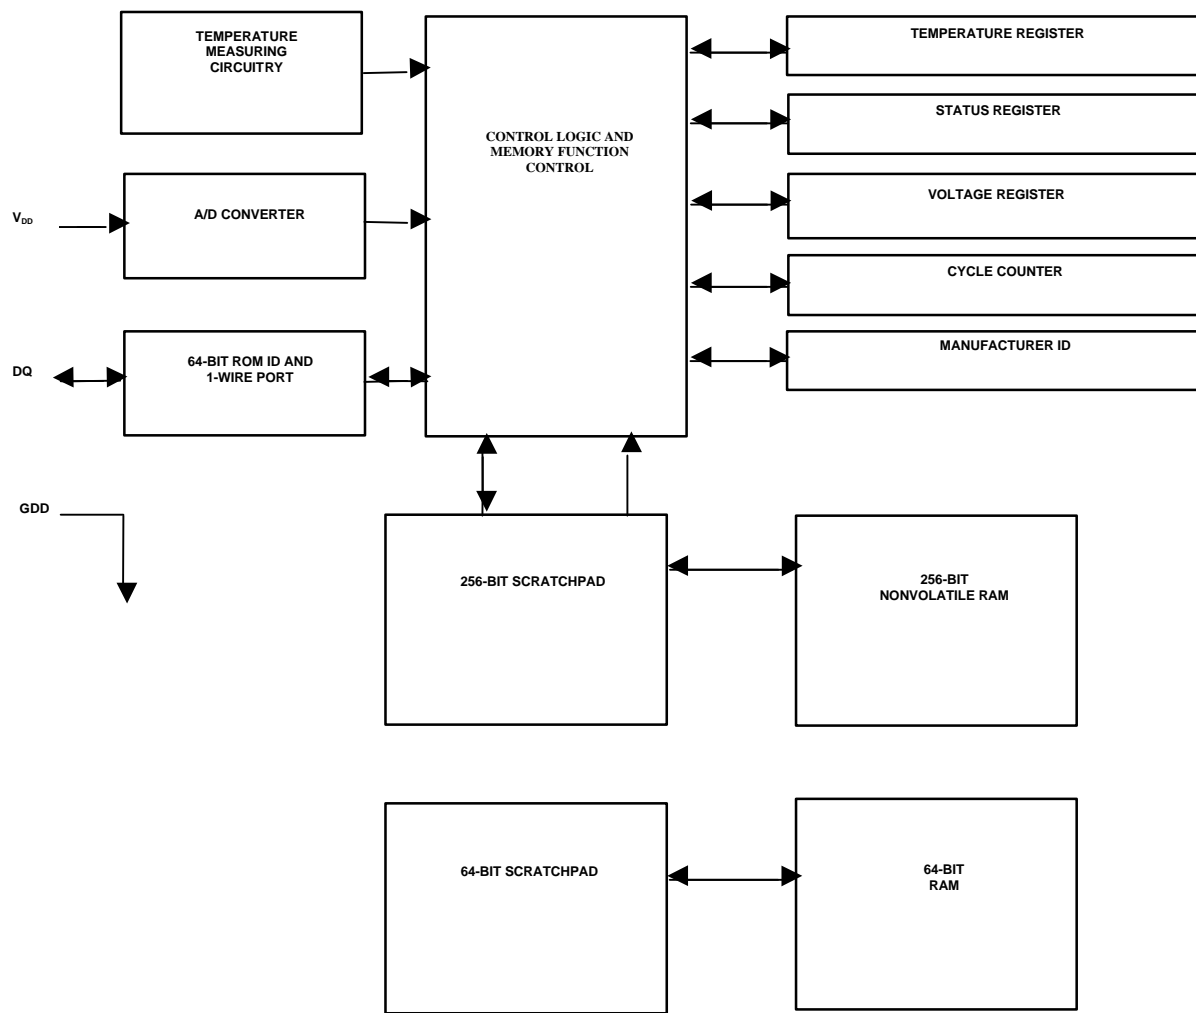 TEMPERATURE
MEASURING
CIRCUITRY
CONTROL LOGIC AND
MEMORY FUNCTION
CONTROL
TEMPERATURE REGISTER
STATUS REGISTER
VOLTAGE REGISTER
CYCLE COUNTER
MANUFACTURER ID
VDD
A/D CONVERTER
DQ
64-BIT ROM ID AND
1-WIRE PORT
GDD
256-BIT SCRATCHPAD
256-BIT
NONVOLATILE RAM
64-BIT SCRATCHPAD
64-BIT
RAM